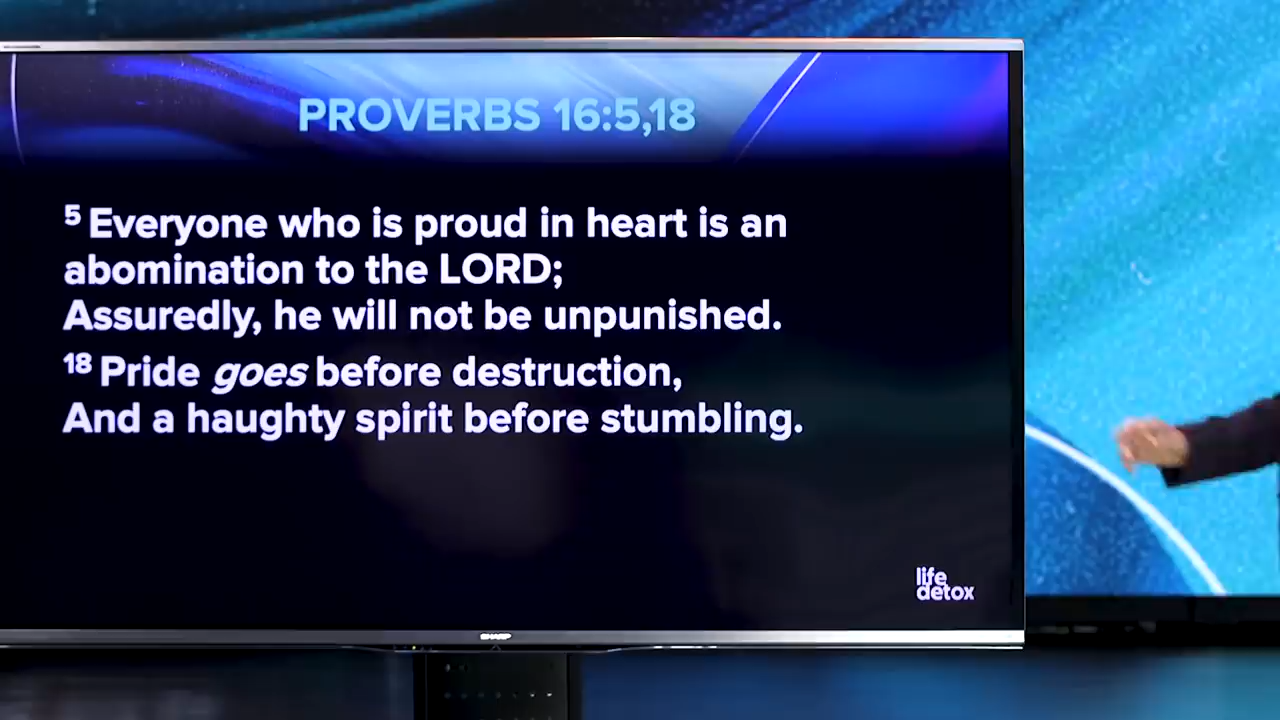 PROVERBS 16:5,18
5 Everyone who is proud in heart is an
abomination to the LORD;
Assuredly, he will not be unpunished.
18 Pride goes before destruction,
And a haughty spirit before stumbling.
life
detox
SHARP